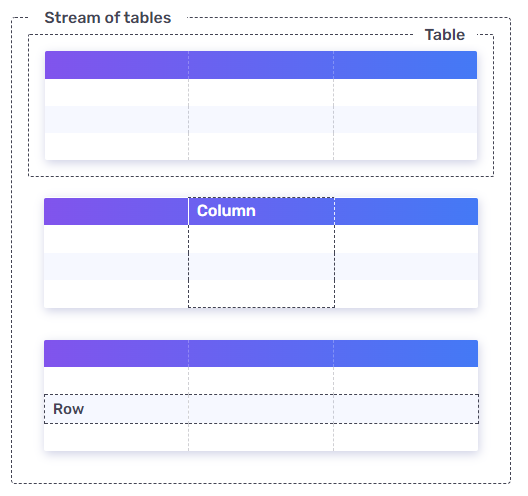 Stream of tables
Table
Column
Row